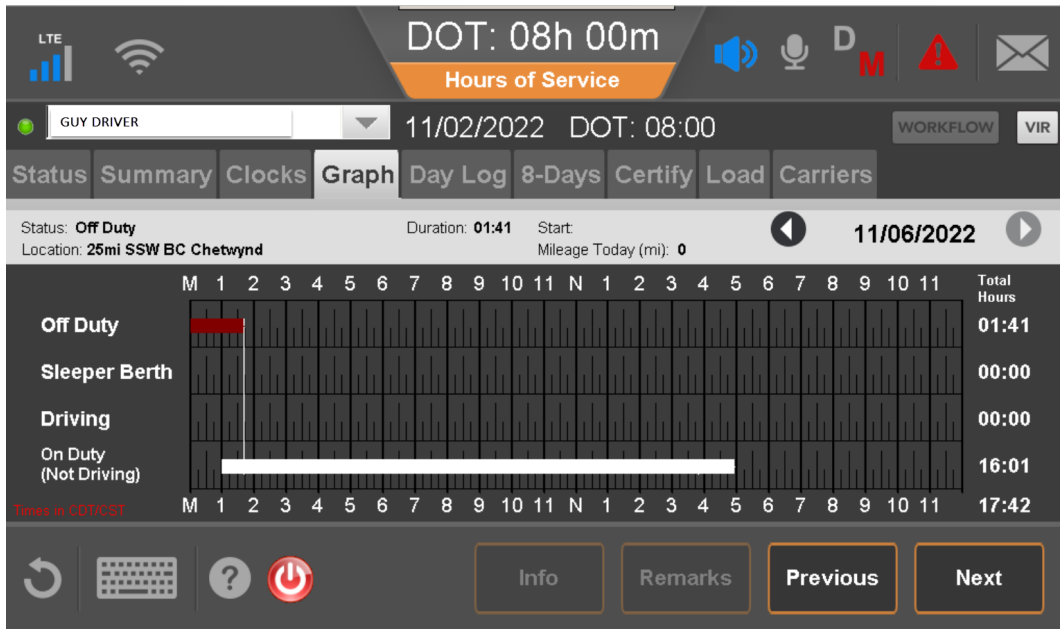 LTE
DOT: 08h 00m
Hours of Service
D
M
GUY DRIVER
11/02/2022 DOT: 08:00
WORKFLOW
VIR
Status Summary Clocks Graph Day Log 8-Days Certify Load Carriers
Status: Off Duty Duration: 01:41 Start: 11/06/2022
Location: 25mi SSW BC Chetwynd Mileage Today (mi): 0
M 1 2 3 4 5 6 7 8 9 10 11 N 1 2 3 4 5 6 7 8 9 10 11 Total
Hours
Off Duty 01:41
Sleeper Berth 00:00
Driving 00:00
On Duty
(Not Driving) 16:01
Times in CDT/CST M 1 2 3 4 5 6 7 8 9 10 11 N 1 2 3 4 5 6 7 8 9 10 11 17:42
? Info Remarks Previous Next